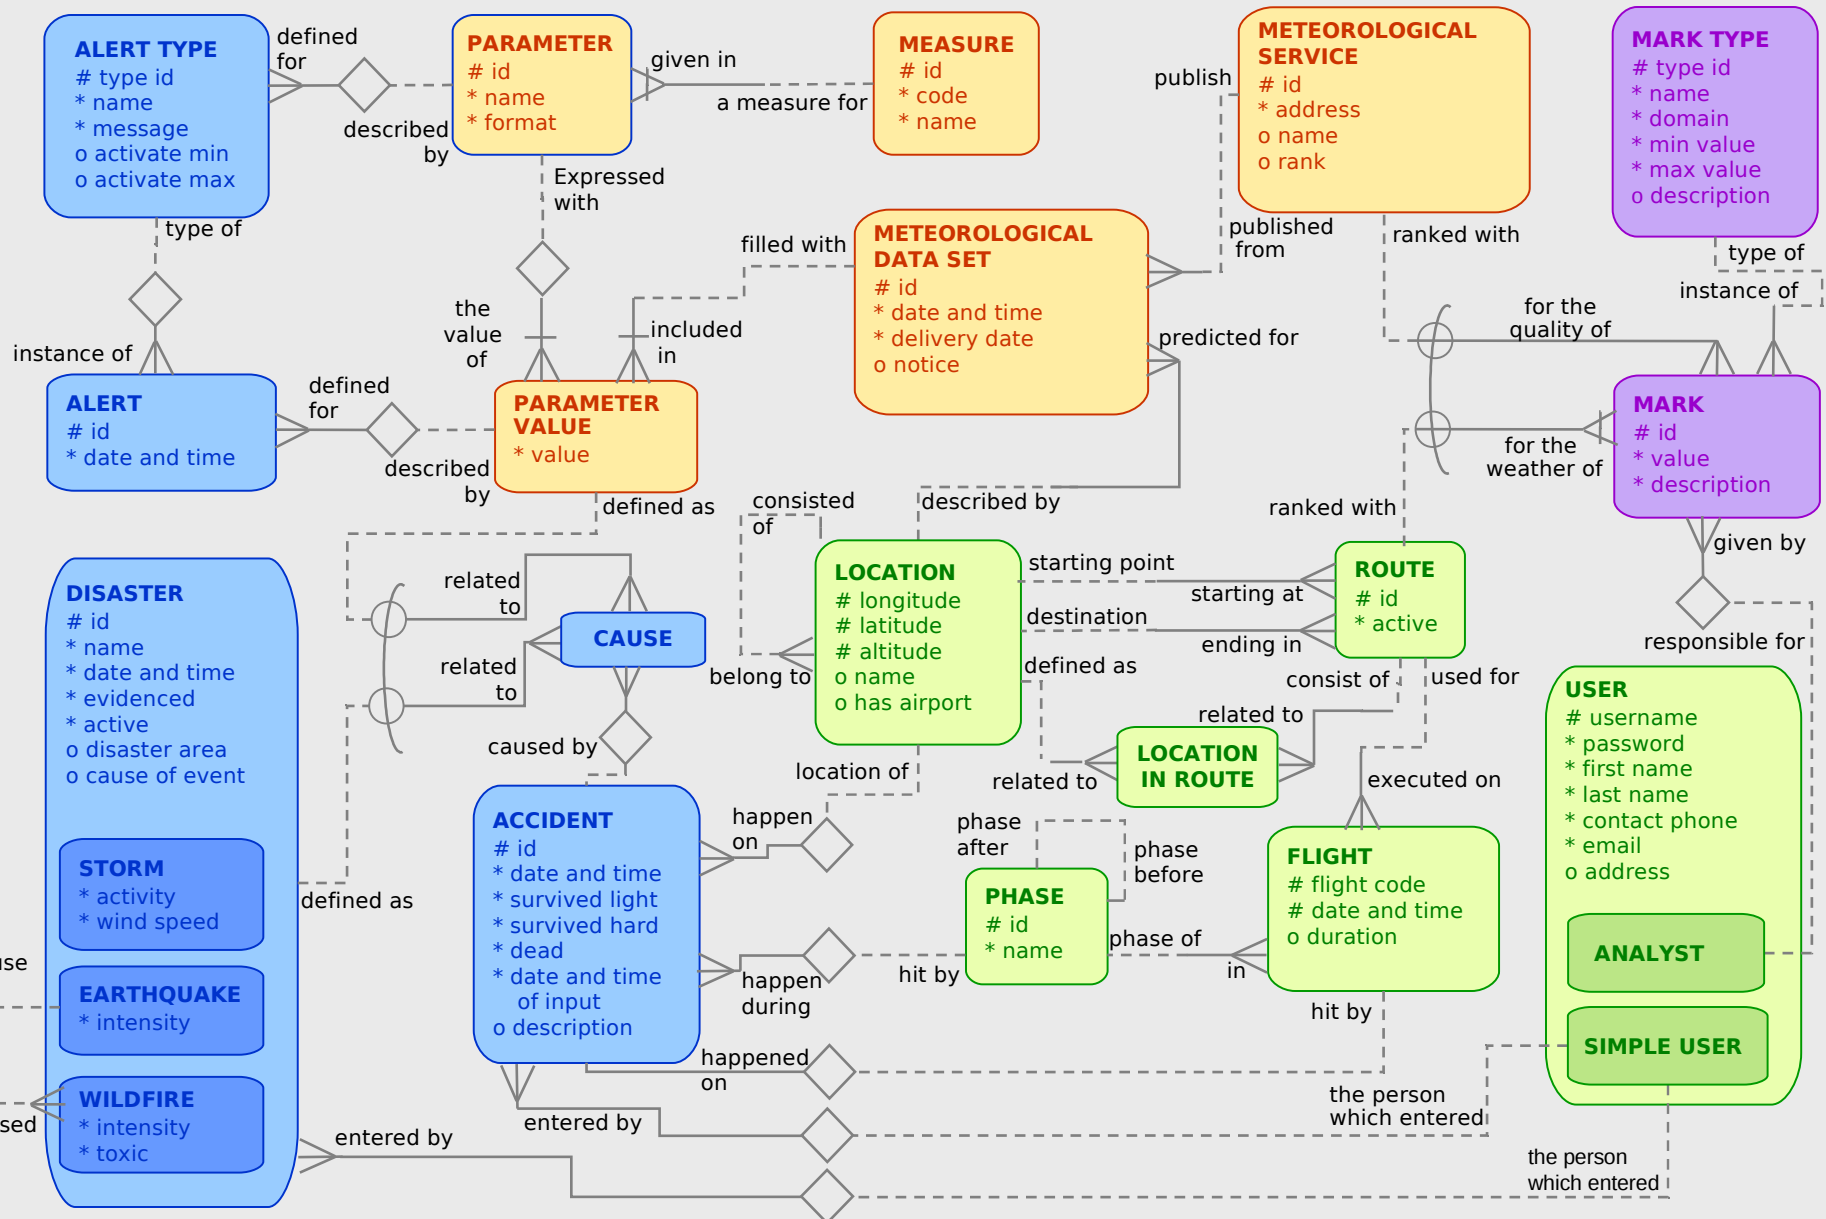 ALERT TYPE
# type id
* name
* message
o activate min
o activate max
defined
for
described
by
PARAMETER
# id
* name
* format
given in
a measure for
MEASURE
# id
* code
* name
METEOROLOGICAL
SERVICE
# id
* address
o name
o rank
publish
published
from
MARK TYPE
# type id
* name
* domain
* min value
* max value
o description
type of
instance of
type of
instance of
Expressed
with
the
value
of
filled with
included
in
METEOROLOGICAL
DATA SET
# id
* date and time
* delivery date
o notice
predicted for
described by
ranked with
for the
quality of
for the
weather of
ranked with
ALERT
# id
* date and time
defined
for
described
by
PARAMETER
VALUE
* value
defined as
MARK
# id
* value
* description
given by
responsible for
consisted
of
belong to
LOCATION
# longitude
# latitude
# altitude
o name
o has airport
starting point
starting at
destination
ending in
defined as
related to
ROUTE
# id
* active
consist of
used for
related to
LOCATION
IN ROUTE
executed on
DISASTER
# id
* name
* date and time
* evidenced
* active
o disaster area
o cause of event
STORM
* activity
* wind speed
EARTHQUAKE
* intensity
WILDFIRE
* intensity
* toxic
use
sed
defined as
related
to
related
to
CAUSE
caused by
ACCIDENT
# id
* date and time
* survived light
* survived hard
* dead
* date and time
of input
o description
location of
happen
on
happen
during
hit by
phase
after
phase
before
PHASE
# id
* name
phase of
in
FLIGHT
# flight code
# date and time
o duration
hit by
happened
on
entered by
the person
which entered
entered by
the person
which entered
USER
# username
* password
* first name
* last name
* contact phone
* email
o address
ANALYST
SIMPLE USER